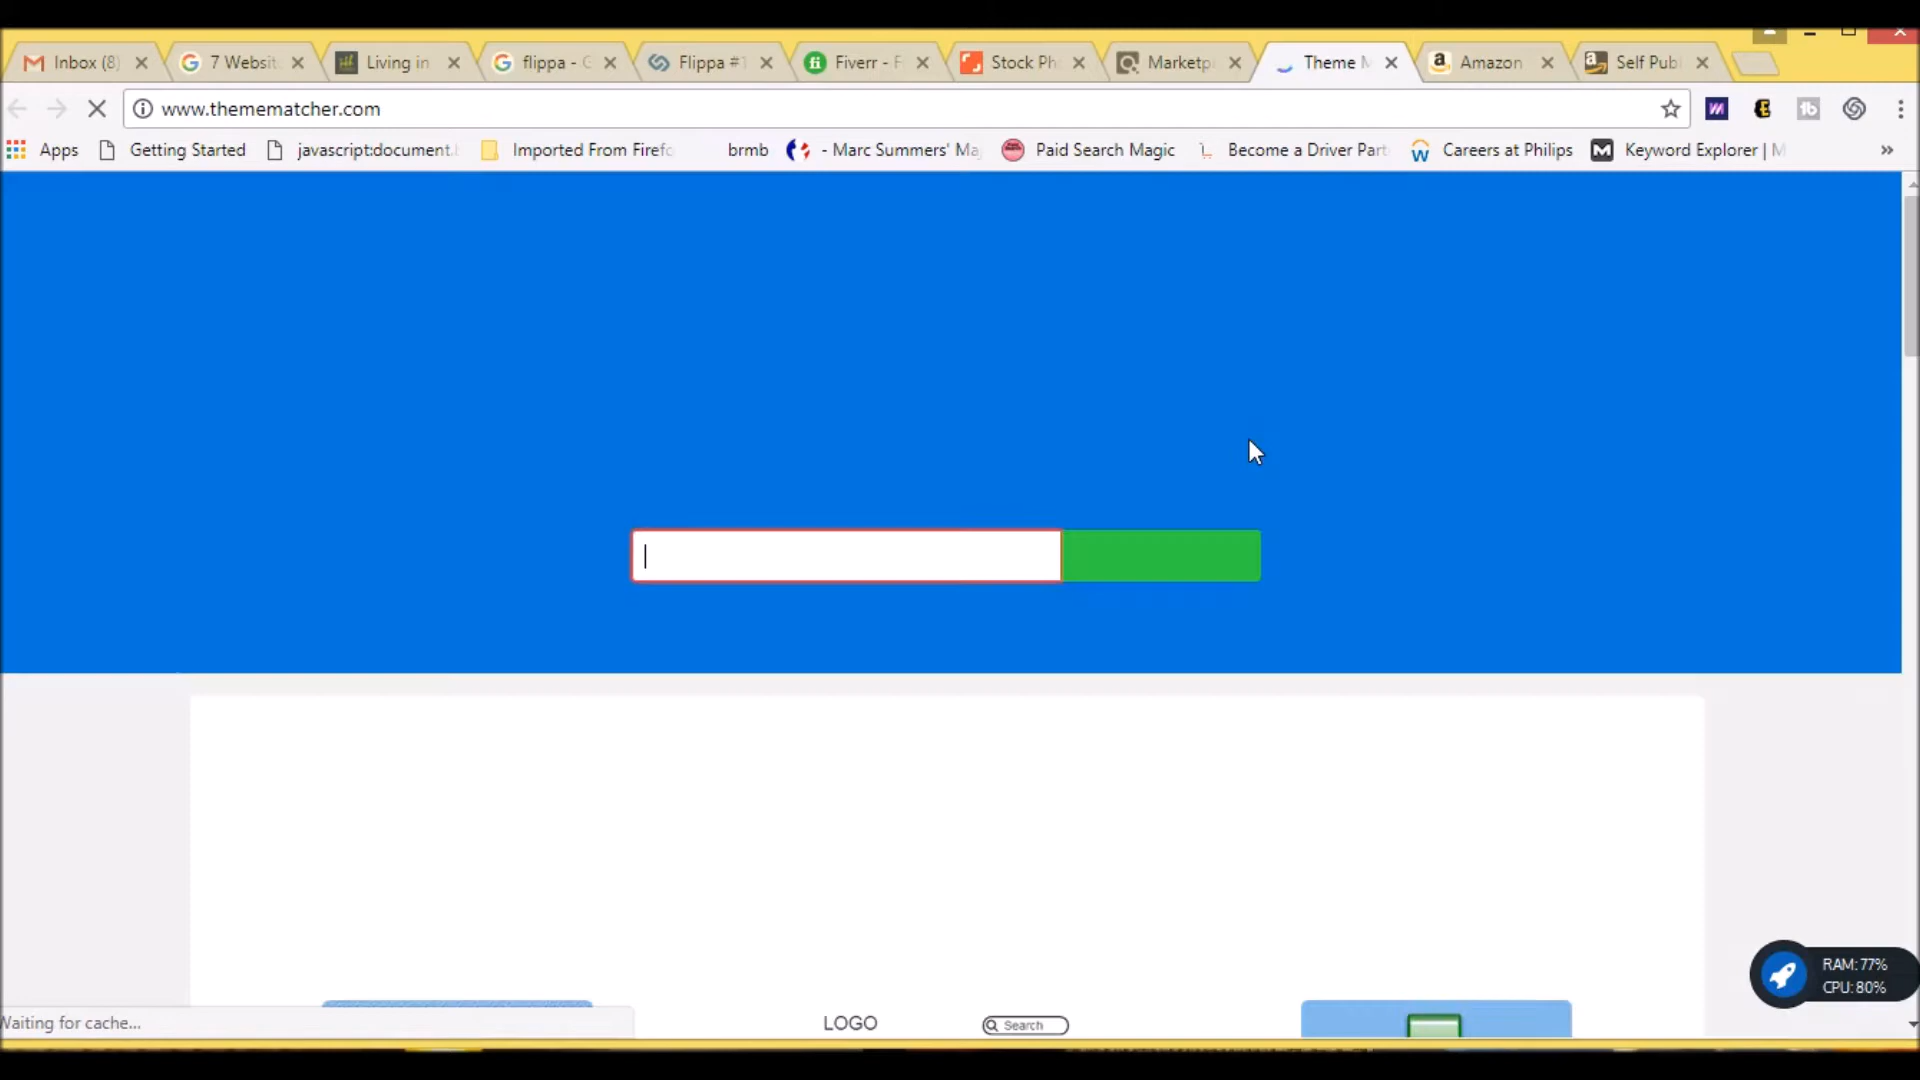 Inbox (8)
7 Websit
Living in
flippa - G
Flippa #1
Fiverr - F
Stock Ph
Marketp
Theme M
Amazon
Self Pub
www.themematcher.com
Apps
Getting Started
javascript:document.
Imported From Firefo
brmb
- Marc Summers' Ma
Paid Search Magic
Become a Driver Part
Careers at Philips
Keyword Explorer | M
»
RAM:77%
CPU:80%
Waiting for cache...
LOGO
Search